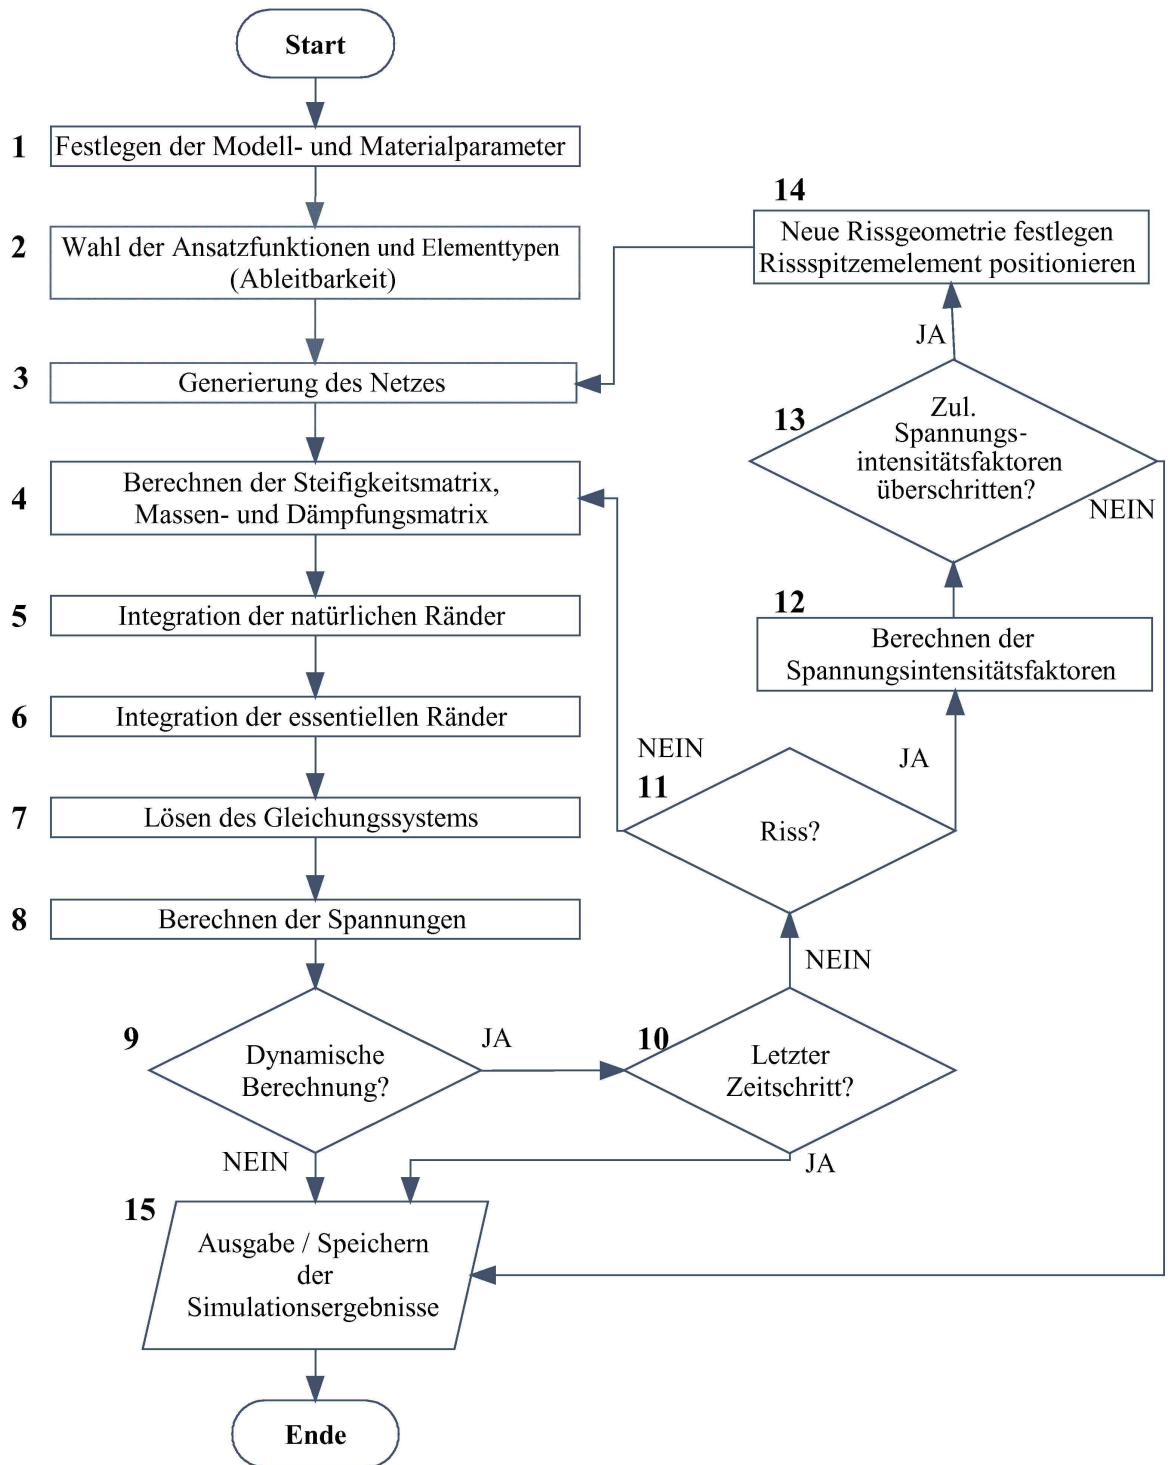 Start
1
Festlegen der Modell- und Materialparameter
2
Wahl der Ansatzfunktionen und Elementtypen
(Ableitbarkeit)
3
Generierung des Netzes
4
Berechnen der Steifigkeitsmatrix,
Massen- und Dämpfungsmatrix
5
Integration der natürlichen Ränder
6
Integration der essentiellen Ränder
7
Lösen des Gleichungssystems
8
Berechnen der Spannungen
9
Dynamische
Berechnung?
JA
NEIN
10
Letzter
Zeitschritt?
NEIN
JA
11
Riss?
NEIN
JA
12
Berechnen der
Spannungsintensitätsfaktoren
13
Zul.
Spannungs-
intensitätsfaktoren
überschritten?
JA
NEIN
14
Neue Rissgeometrie festlegen
Rissspitzemelement positionieren
15
Ausgabe / Speichern
der
Simulationsergebnisse
Ende